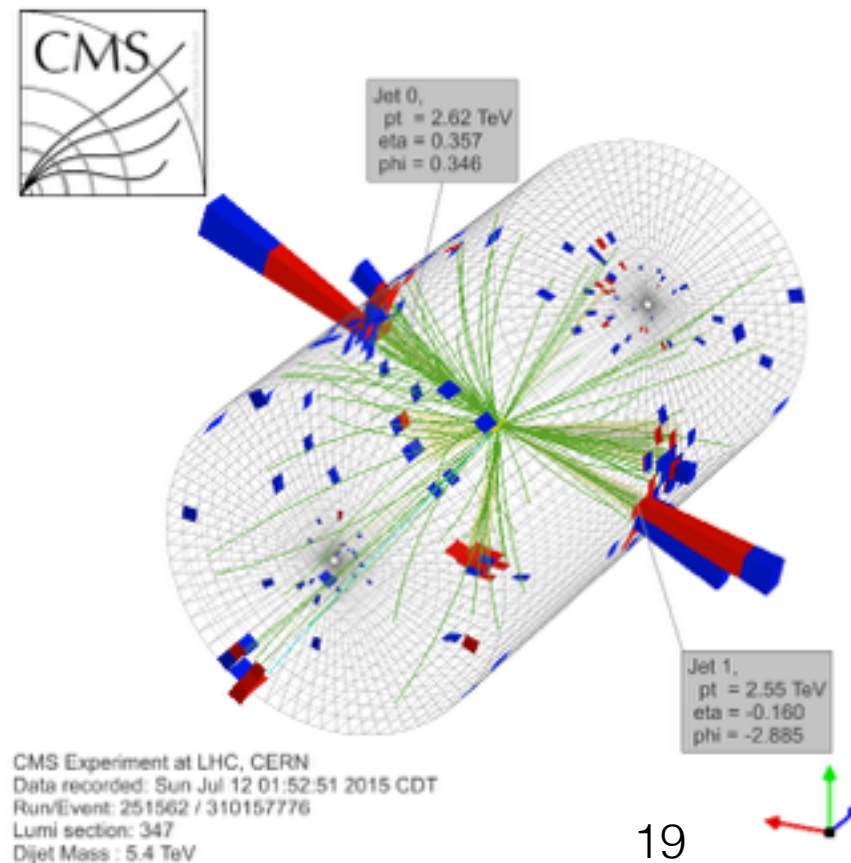 CMS
Jet 0,
pt = 2.62 TeV
eta = 0.357
phi = 0.346
Jet 1,
pt = 2.55 TeV
eta = -0.160
phi = -2.885
CMS Experiment at LHC, CERN
Data recorded: Sun Jul 12 01:52:51 2015 CDT
Run/Event: 251562 / 310157776
Lumi section: 347
Dijet Mass : 5.4 TeV
19